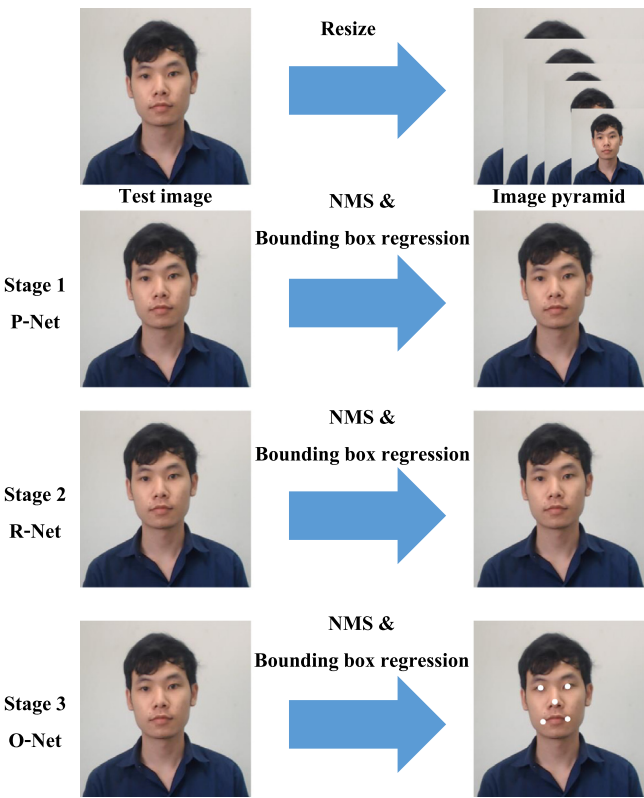 Resize
Test image
Image pyramid
NMS &
Bounding box regression
Stage 1
P-Net
NMS &
Bounding box regression
Stage 2
R-Net
NMS &
Bounding box regression
Stage 3
O-Net